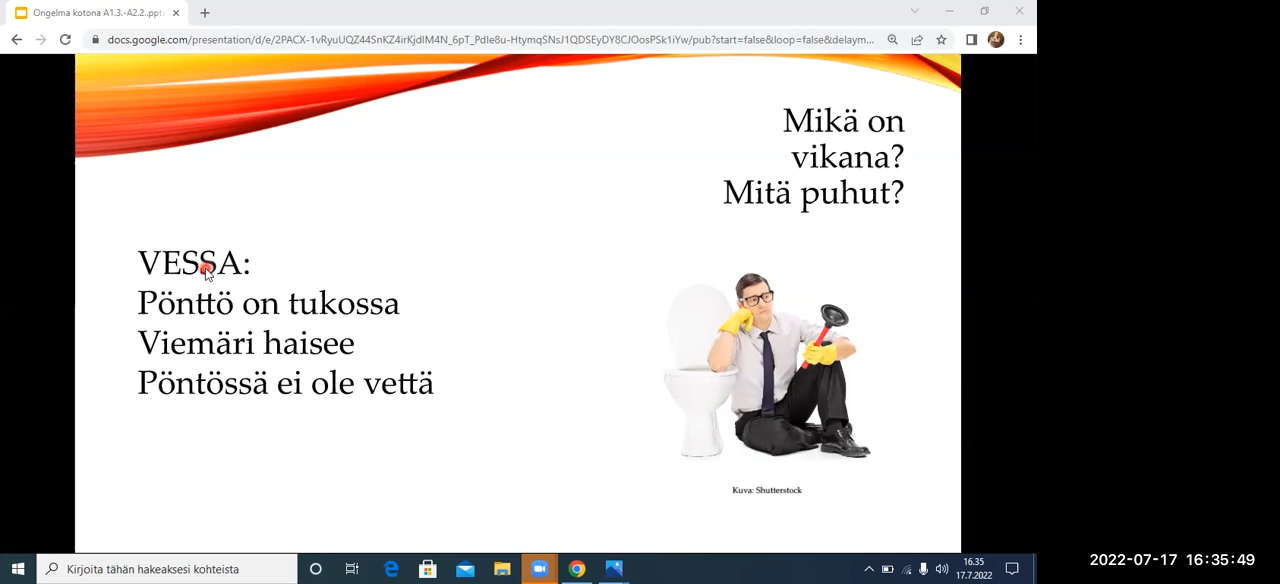 Ongelma kotona A1.3.-A2.2..ppt
docs.google.com/presentation/d/e/2PACX-1vRyuUQZ44SnKZ4irKjdIM4N_6pT_PdIe8u-HtymqSNsJ1QDSEyDY8CJOosPSk1iYw/pub?start=false&loop=false&delaym...
Mikä on
vikana?
Mitä puhut?
VESSA:
Pönttö on tukossa
Viemäri haisee
Pöntössä ei ole vettä
Kuva: Shutterstock
Kirjoita tähän hakeaksesi kohteista
16.35
17.7.2022
2022-07-17 16:35:49